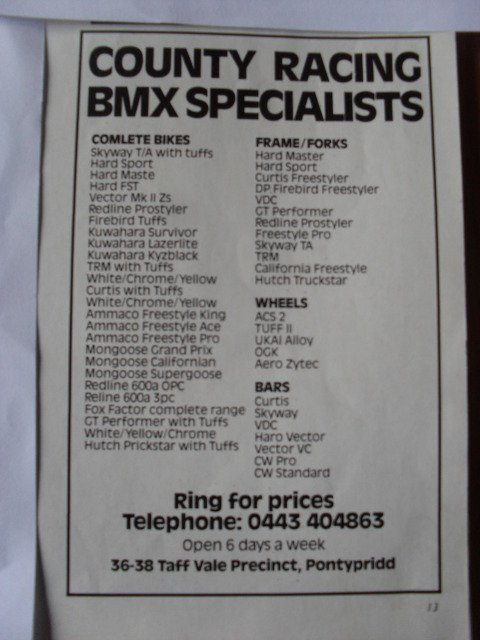 COUNTY RACING
BMX SPECIALISTS
COMLETE BIKES
Skyway T/A with tuffs
Hard Sport
Hard Maste
Hard FST
Vector Mk II Zs
Redline Prostyler
Firebird Tuffs
Kuwahara Survivor
Kuwahara Lazerlite
Kuwahara Kyzblack
TRM with Tuffs
White/Chrome/Yellow
Curtis with Tuffs
White/Chrome/Yellow
Ammaco Freestyle King
Ammaco Freestyle Ace
Ammaco Freestyle Pro
Mongoose Grand Prix
Mongoose Californian
Mongoose Supergoose
Redline 600a OPC
Reline 600a 3pc
Fox Factor complete range
GT Performer with Tuffs
White/Yellow/Chrome
Hutch Prickstar with Tuffs
FRAME/FORKS
Hard Master
Hard Sport
Curtis Freestyler
DP Firebird Freestyler
VDC
GT Performer
Redline Prostyler
Freestyle Pro
Skyway TA
TRM
California Freestyle
Hutch Truckstar
WHEELS
ACS 2
TUFF II
UKAI Alloy
OGK
Aero Zytec
BARS
Curtis
Skyway
VDC
Haro Vector
Vector VC
CW Pro
CW Standard
Ring for prices
Telephone: 0443 404863
Open 6 days a week
36-38 Taff Vale Precinct, Pontypridd
13